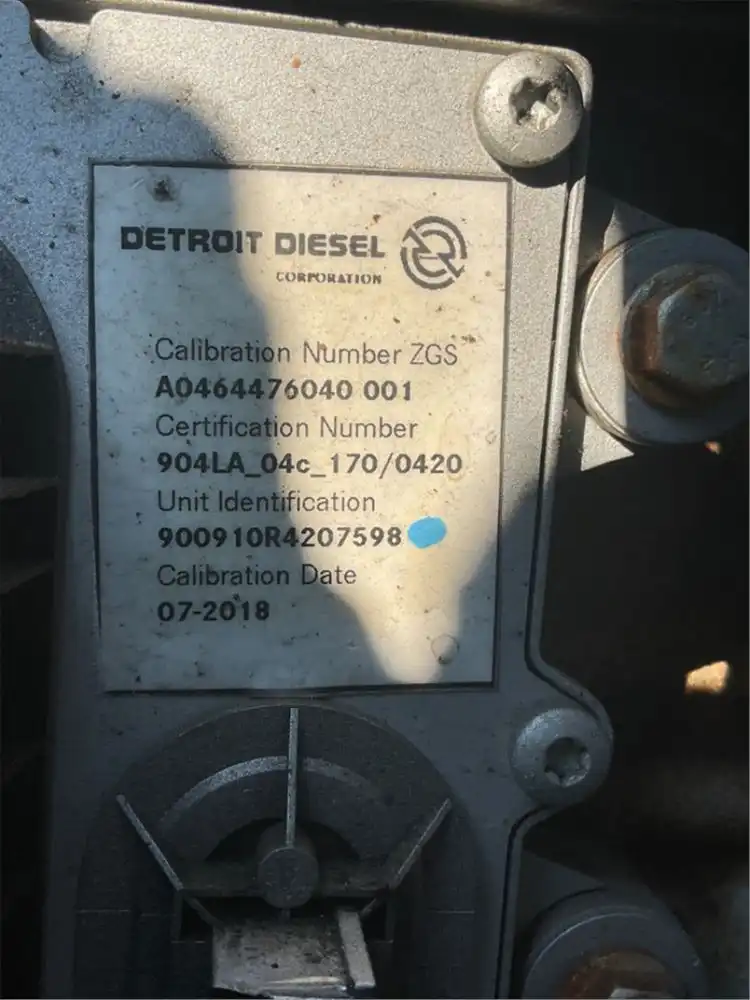 DETROIT DIESEL
CORPORATION
Calibration Number ZGS
A0464476040 001
Certification Number
904LA_04c_170/0420
Unit Identification
900910R4207598
Calibration Date
07-2018